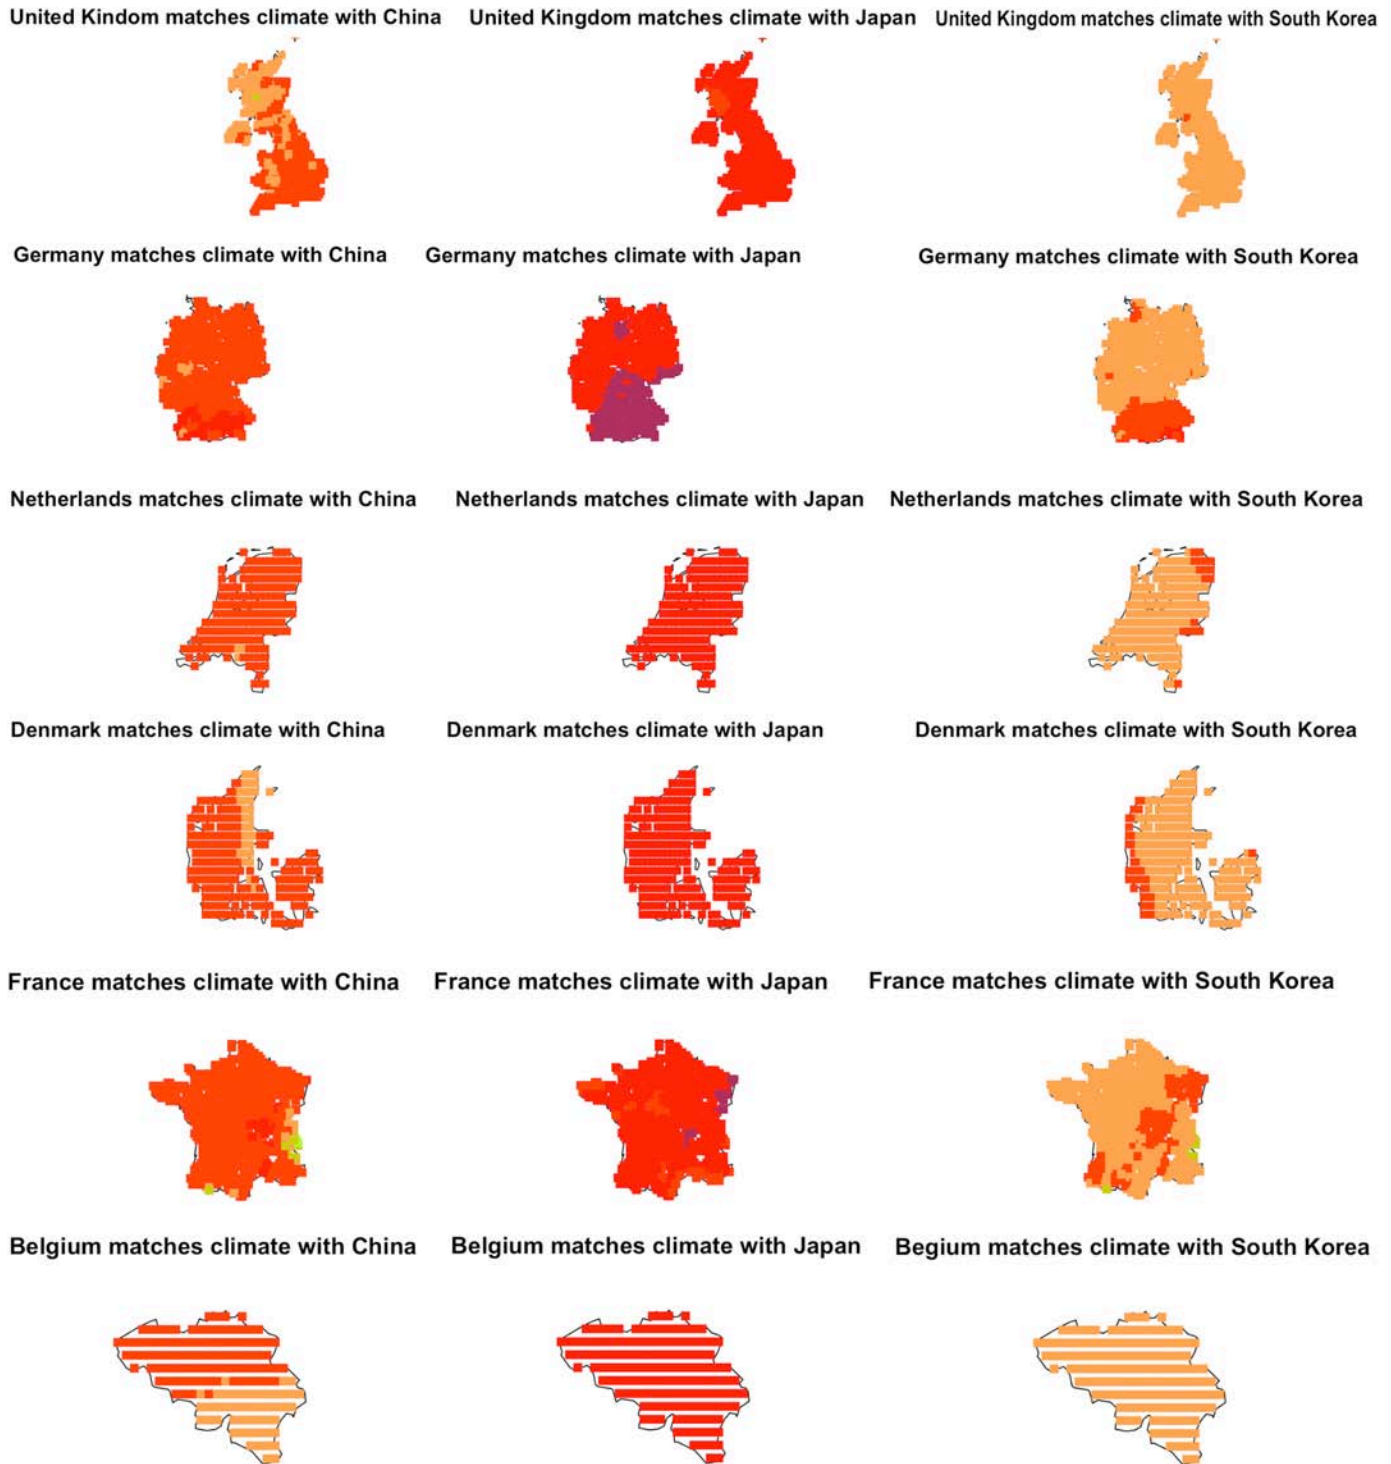 United Kindom matches climate with China
United Kingdom matches climate with Japan
United Kingdom matches climate with South Korea
Germany matches climate with China
Germany matches climate with Japan
Germany matches climate with South Korea
Netherlands matches climate with China
Netherlands matches climate with Japan
Netherlands matches climate with South Korea
Denmark matches climate with China
Denmark matches climate with Japan
Denmark matches climate with South Korea
France matches climate with China
France matches climate with Japan
France matches climate with South Korea
Belgium matches climate with China
Belgium matches climate with Japan
Begium matches climate with South Korea